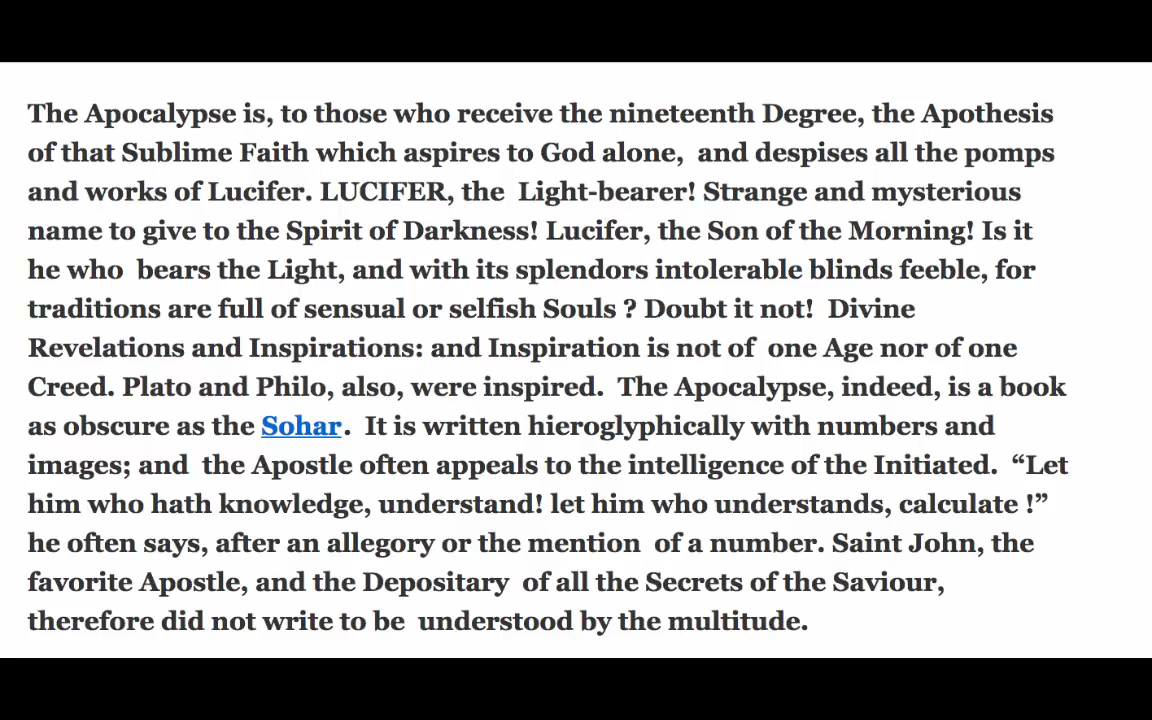 The Apocalypse is, to those who receive the nineteenth Degree, the Apothesis
of that Sublime Faith which aspires to God alone, and despises all the pomps
and works of Lucifer. LUCIFER, the Light-bearer! Strange and mysterious
name to give to the Spirit of Darkness! Lucifer, the Son of the Morning! Is it
he who bears the Light, and with its splendors intolerable blinds feeble, for
traditions are full of sensual or selfish Souls ? Doubt it not! Divine
Revelations and Inspirations: and Inspiration is not of one Age nor of one
Creed. Plato and Philo, also, were inspired. The Apocalypse, indeed, is a book
as obscure as the Sohar. It is written hieroglyphically with numbers and
images; and the Apostle often appeals to the intelligence of the Initiated. “Let
him who hath knowledge, understand! let him who understands, calculate !”
he often says, after an allegory or the mention of a number. Saint John, the
favorite Apostle, and the Depositary of all the Secrets of the Saviour,
therefore did not write to be understood by the multitude.